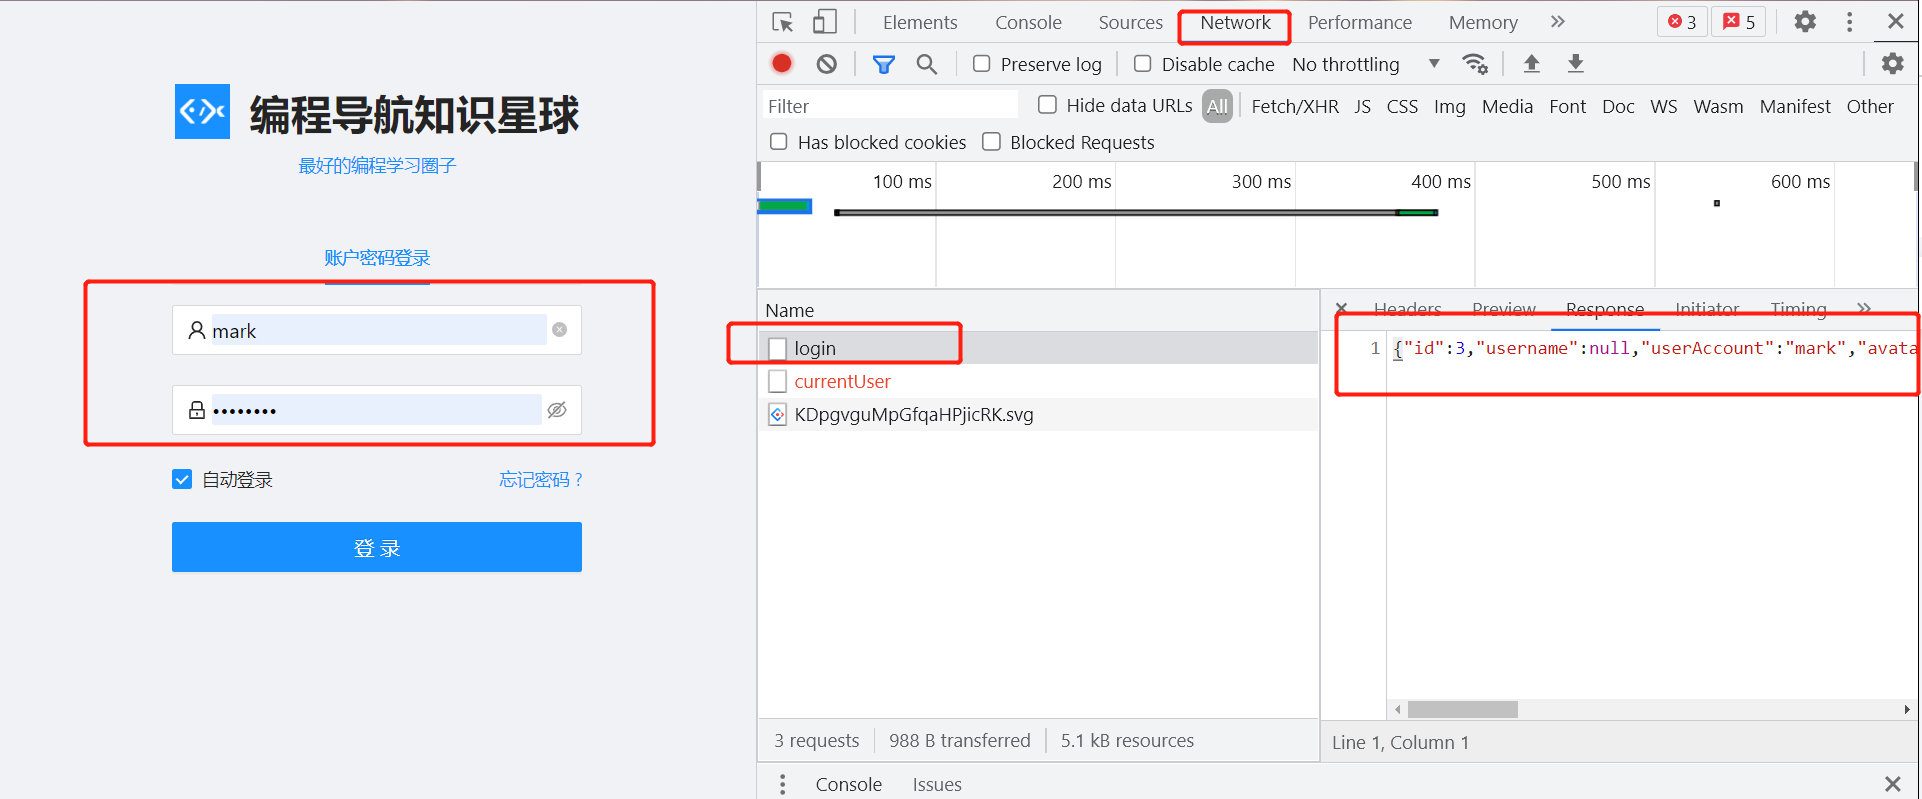 编程导航知识星球
最好的编程学习圈子
账户密码登录
mark
••••••••
自动登录
忘记密码 ?
登 录
Elements Console Sources Network Performance Memory 3 5
Preserve log Disable cache No throttling
Filter Hide data URLs All Fetch/XHR JS CSS Img Media Font Doc WS Wasm Manifest Other
Has blocked cookies Blocked Requests
100 ms 200 ms 300 ms 400 ms 500 ms 600 ms
Name
login
currentUser
KDpgvguMpGfqaHPjicRK.svg
Headers Preview Response Initiator Timing
1 {"id":3,"username":null,"userAccount":"mark","avata
3 requests 988 B transferred 5.1 kB resources
Line 1, Column 1
Console Issues